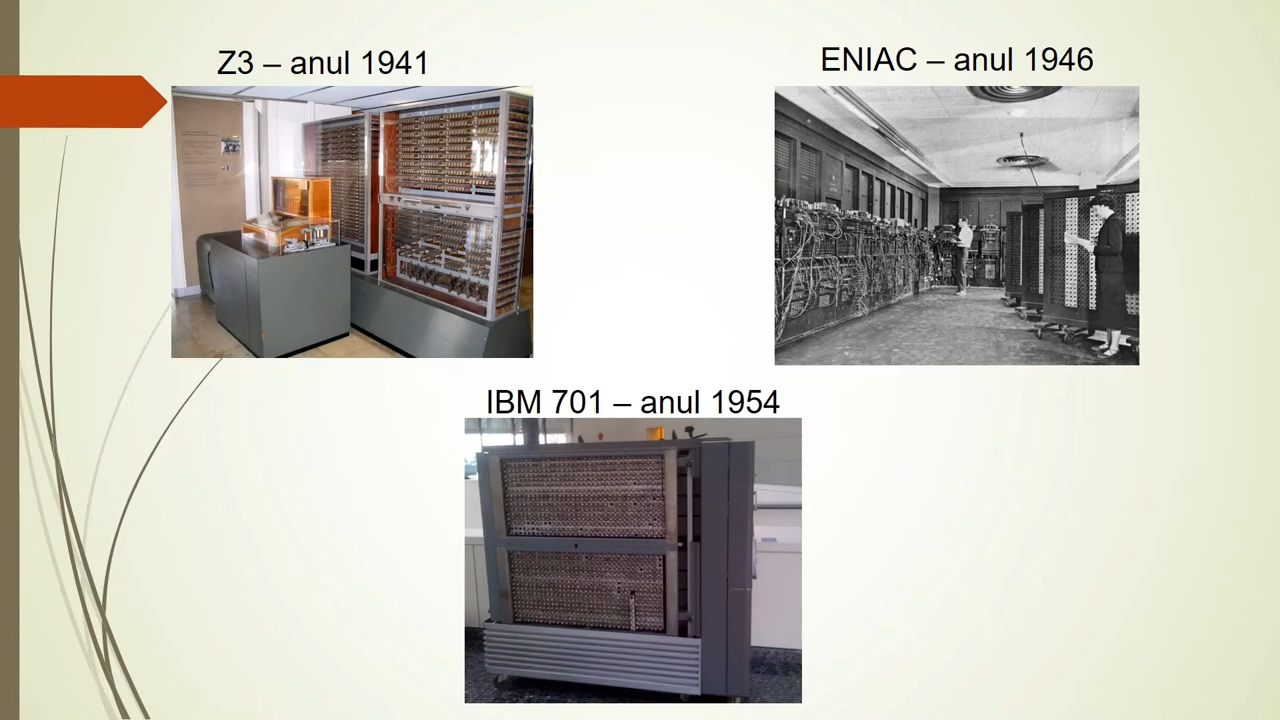 Z3 – anul 1941
ENIAC – anul 1946
IBM 701 – anul 1954